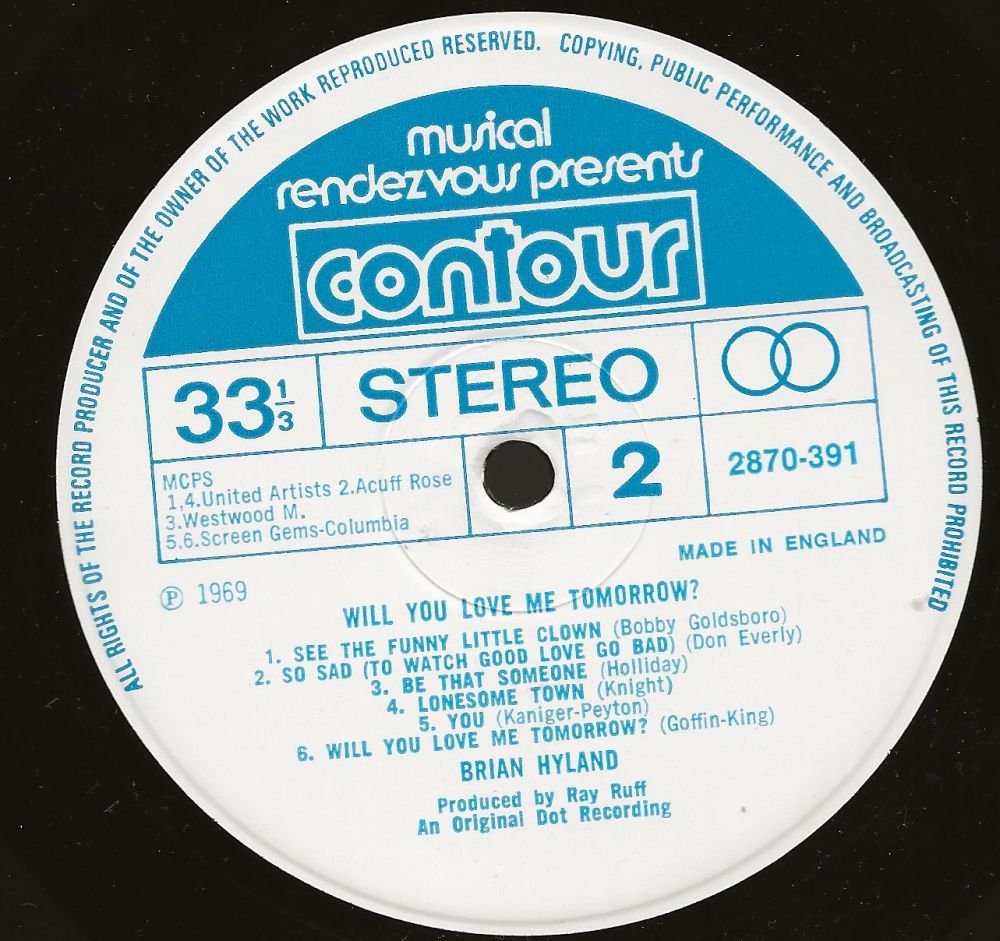 ALL RIGHTS OF THE RECORD PRODUCER AND OF THE OWNER OF THE WORK REPRODUCED RESERVED. COPYING, PUBLIC PERFORMANCE AND BROADCASTING OF THIS RECORD PROHIBITED
musical
rendezvous presents
contour
33 1/3
STEREO
MCPS
1,4.United Artists 2.Acuff Rose
3.Westwood M.
5.6.Screen Gems-Columbia
2
2870-391
MADE IN ENGLAND
℗ 1969
WILL YOU LOVE ME TOMORROW?
1. SEE THE FUNNY LITTLE CLOWN (Bobby Goldsboro)
2. SO SAD (TO WATCH GOOD LOVE GO BAD) (Don Everly)
3. BE THAT SOMEONE (Holliday)
4. LONESOME TOWN (Knight)
5. YOU (Kaniger-Peyton)
6. WILL YOU LOVE ME TOMORROW? (Goffin-King)
BRIAN HYLAND
Produced by Ray Ruff
An Original Dot Recording